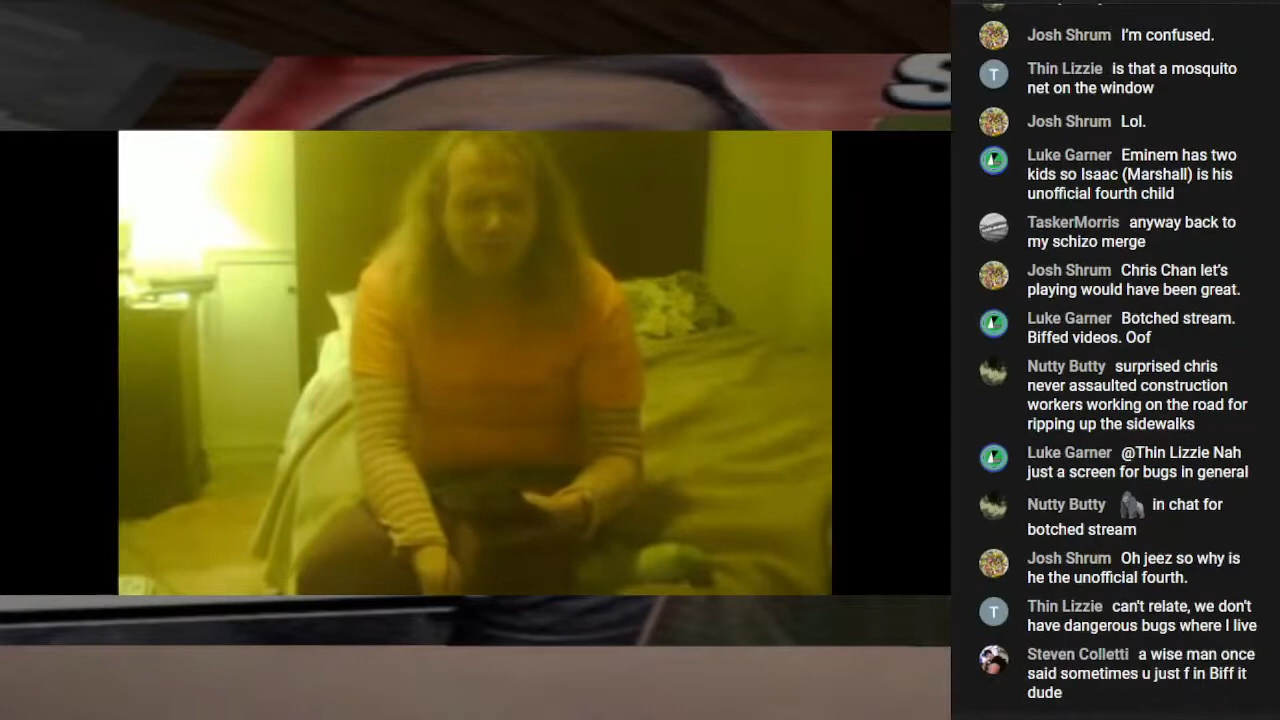 S
Josh Shrum I'm confused.
Thin Lizzie is that a mosquito
net on the window
Josh Shrum Lol.
Luke Garner Eminem has two
kids so Isaac (Marshall) is his
unofficial fourth child
TaskerMorris anyway back to
my schizo merge
Josh Shrum Chris Chan let's
playing would have been great.
Luke Garner Botched stream.
Biffed videos. Oof
Nutty Butty surprised chris
never assaulted construction
workers working on the road for
ripping up the sidewalks
Luke Garner @Thin Lizzie Nah
just a screen for bugs in general
Nutty Butty in chat for
botched stream
Josh Shrum Oh jeez so why is
he the unofficial fourth.
T Thin Lizzie can't relate, we don't
have dangerous bugs where I live
Steven Colletti a wise man once
said sometimes u just f in Biff it
dude